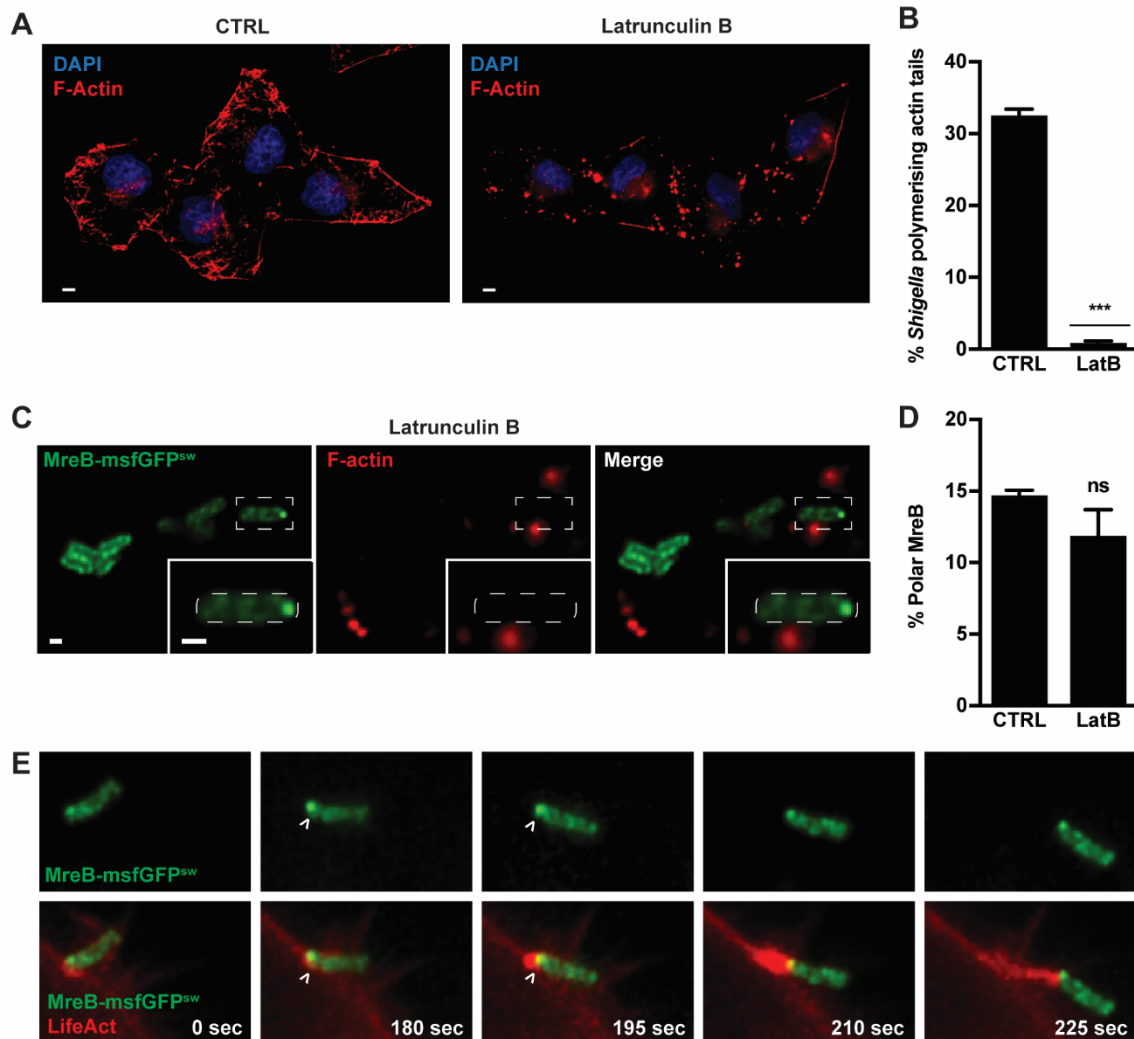 A
CTRL
Latrunculin B
DAPI
F-Actin
DAPI
F-Actin
B
% Shigella polymerising actin tails
40
30
20
10
0
***
CTRL
LatB
C
Latrunculin B
MreB-msfGFPˢʷ
F-actin
Merge
D
% Polar MreB
20
15
10
5
0
ns
CTRL
LatB
E
MreB-msfGFPˢʷ
MreB-msfGFPˢʷ
LifeAct
0 sec
180 sec
195 sec
210 sec
225 sec